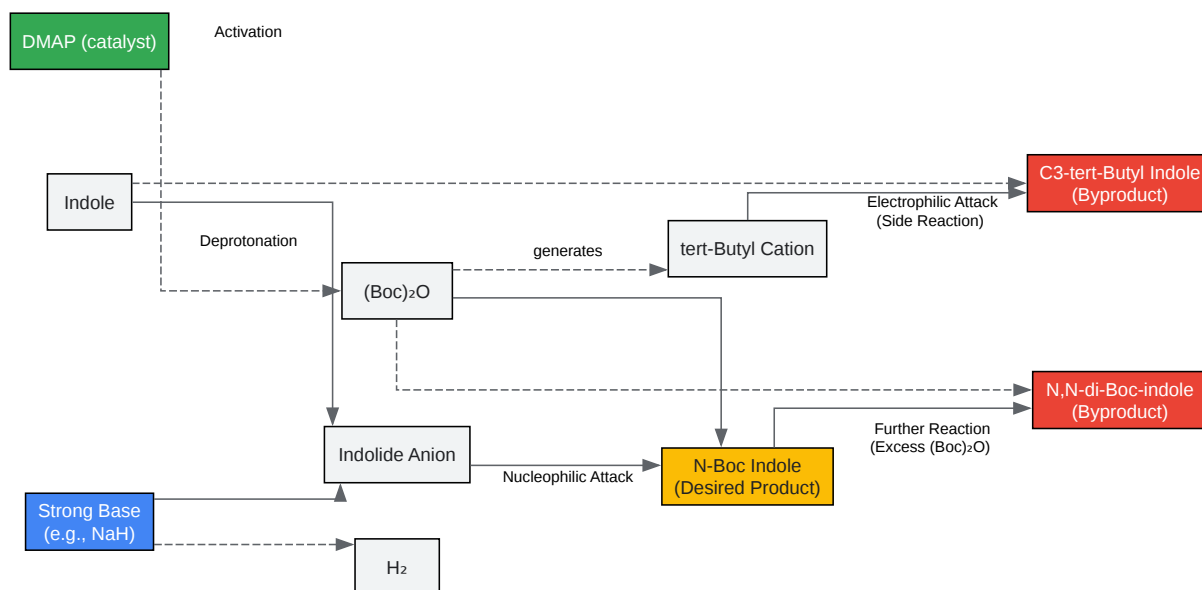 DMAP (catalyst)
Activation
Indole
C3-tert-Butyl Indole
(Byproduct)
Electrophilic Attack
(Side Reaction)
Deprotonation
generates
tert-Butyl Cation
(Boc)₂O
N,N-di-Boc-indole
(Byproduct)
Further Reaction
(Excess (Boc)₂O)
Indolide Anion
Nucleophilic Attack
N-Boc Indole
(Desired Product)
Strong Base
(e.g., NaH)
H₂